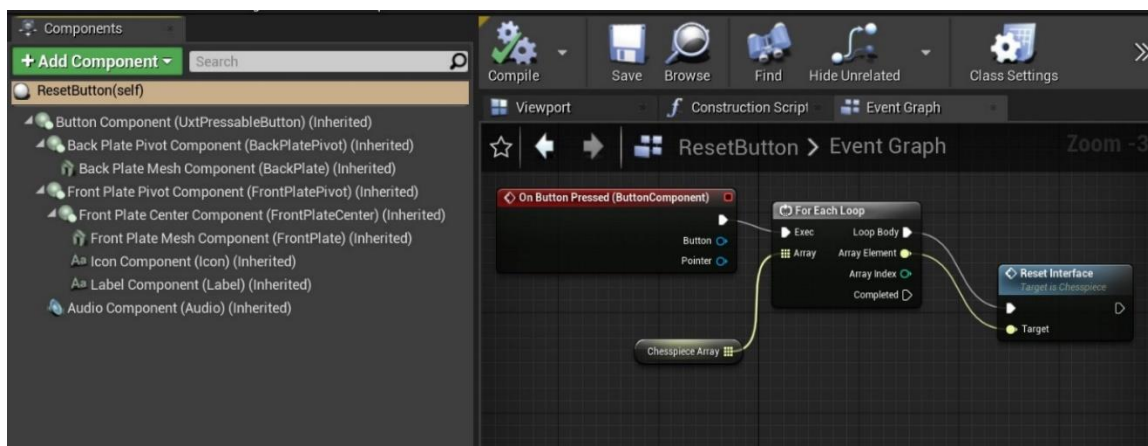 Components
+ Add Component
Search
ResetButton(self)
Button Component (UxtPressableButton) (Inherited)
Back Plate Pivot Component (BackPlatePivot) (Inherited)
Back Plate Mesh Component (BackPlate) (Inherited)
Front Plate Pivot Component (FrontPlatePivot) (Inherited)
Front Plate Center Component (FrontPlateCenter) (Inherited)
Front Plate Mesh Component (FrontPlate) (Inherited)
Aa Icon Component (Icon) (Inherited)
Aa Label Component (Label) (Inherited)
Audio Component (Audio) (Inherited)
Compile
Save
Browse
Find
Hide Unrelated
Class Settings
Viewport
f Construction Script
Event Graph
ResetButton > Event Graph
Zoom -3
On Button Pressed (ButtonComponent)
Button
Pointer
For Each Loop
Exec
Loop Body
Array
Array Element
Array Index
Completed
Chesspiece Array
Reset Interface
Target is Chesspiece
Target